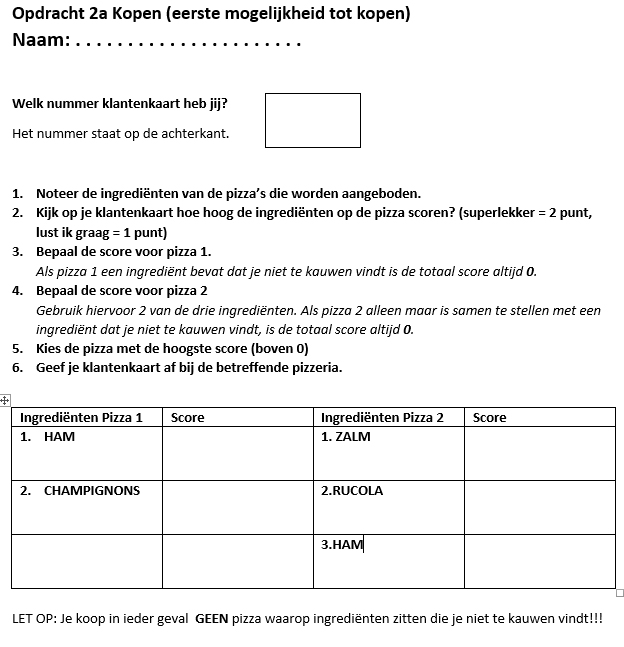 Opdracht 2a Kopen (eerste mogelijkheid tot kopen)
Naam: . . . . . . . . . . . . . . . . . . . . . .
Welk nummer klantenkaart heb jij?
Het nummer staat op de achterkant.
1. Noteer de ingrediënten van de pizza’s die worden aangeboden.
2. Kijk op je klantenkaart hoe hoog de ingrediënten op de pizza scoren? (superlekker = 2 punt,
lust ik graag = 1 punt)
3. Bepaal de score voor pizza 1.
Als pizza 1 een ingrediënt bevat dat je niet te kauwen vindt is de totaal score altijd 0.
4. Bepaal de score voor pizza 2
Gebruik hiervoor 2 van de drie ingrediënten. Als pizza 2 alleen maar is samen te stellen met een
ingrediënt dat je niet te kauwen vindt, is de totaal score altijd 0.
5. Kies de pizza met de hoogste score (boven 0)
6. Geef je klantenkaart af bij de betreffende pizzeria.
Ingrediënten Pizza 1 Score Ingrediënten Pizza 2 Score
1. HAM 1. ZALM
2. CHAMPIGNONS 2.RUCOLA
3.HAM
LET OP: Je koop in ieder geval GEEN pizza waarop ingrediënten zitten die je niet te kauwen vindt!!!